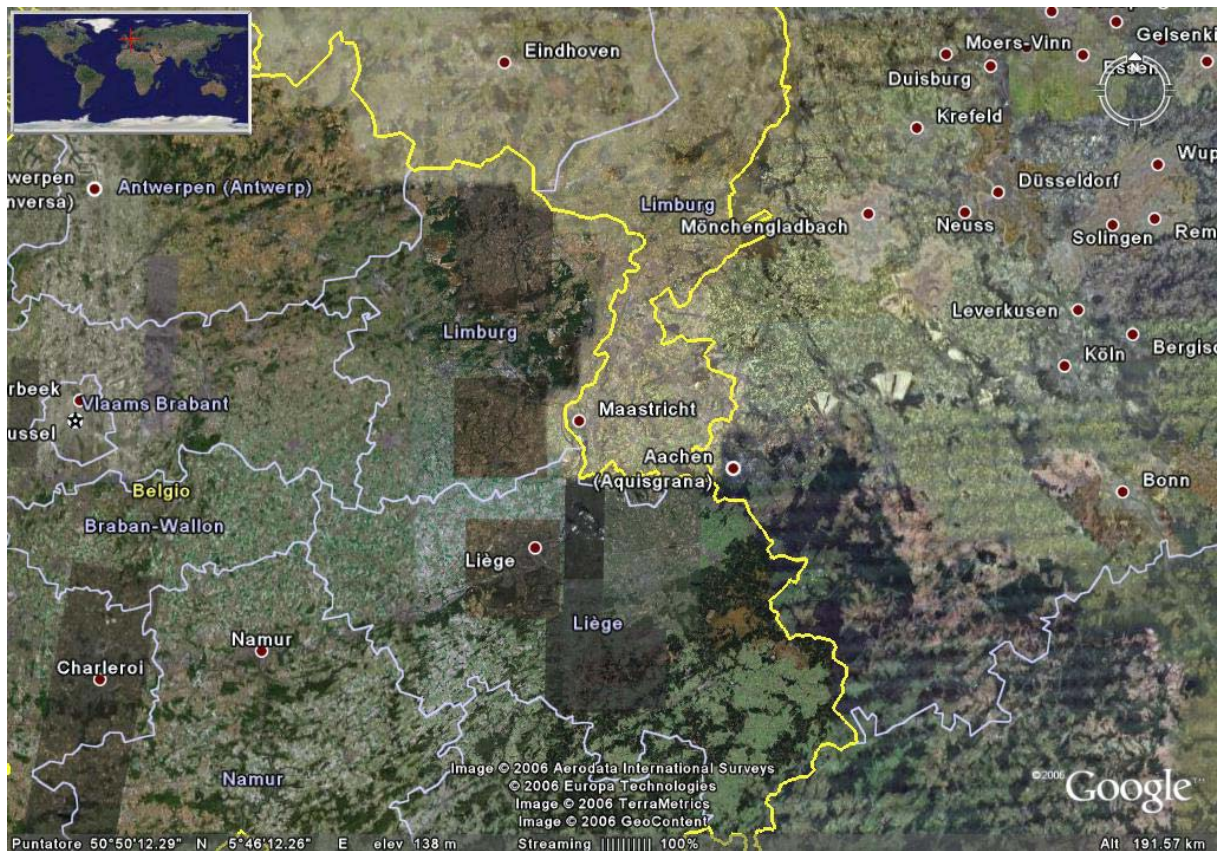 Eindhoven
Moers-Vinn
Gelsenki
Duisburg
Essen
N
Krefeld
Wup
werpen
nversa)
Antwerpen (Antwerp)
Düsseldorf
Limburg
Mönchengladbach
Neuss
Solingen
Rem
Leverkusen
Limburg
Köln
Bergisc
rbeek
Vlaams Brabant
Maastricht
ussel
Aachen
(Aquisgrana)
Belgio
Bonn
Braban-Wallon
Liège
Liège
Namur
Charleroi
Namur
Image © 2006 Aerodata International Surveys
© 2006 Europa Technologies
Image © 2006 TerraMetrics
Image © 2006 GeoContent
©2006 Google™
Puntatore 50°50'12.29" N 5°46'12.26" E elev 138 m Streaming |||||||||| 100% Alt 191.57 km